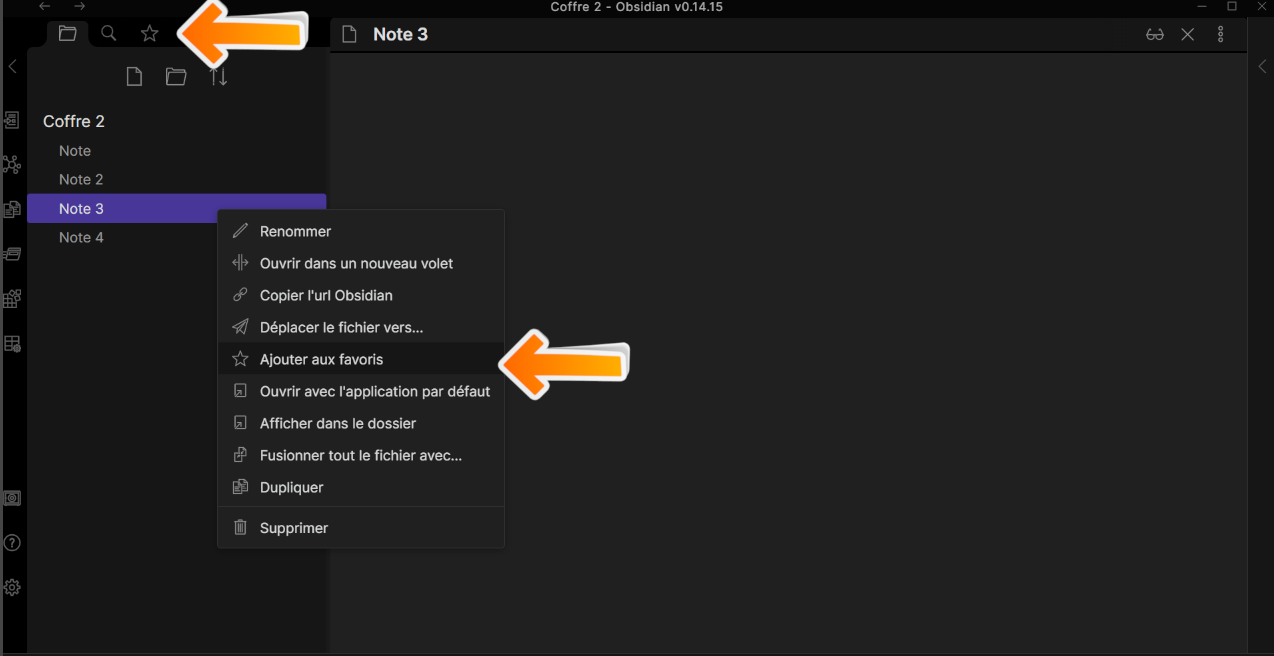 Coffre 2 - Obsidian v0.14.15
Note 3
Coffre 2
Note
Note 2
Note 3
Note 4
Renommer
Ouvrir dans un nouveau volet
Copier l'url Obsidian
Déplacer le fichier vers...
Ajouter aux favoris
Ouvrir avec l'application par défaut
Afficher dans le dossier
Fusionner tout le fichier avec...
Dupliquer
Supprimer